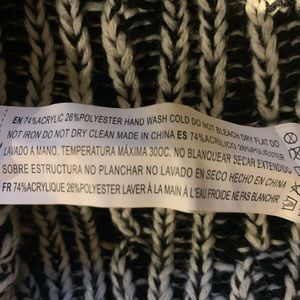 EN 74%ACRYLIC 26%POLYESTER HAND WASH COLD DO NOT BLEACH DRY FLAT DO
NOT IRON DO NOT DRY CLEAN MADE IN CHINA ES 74%ACRÍLICO 26%POLIÉSTER
LAVADO A MANO. TEMPERATURA MÁXIMA 30OC. NO BLANQUEAR SECAR EXTENDIDO
SOBRE ESTRUCTURA NO PLANCHAR NO LAVADO EN SECO HECHO EN CHINA
FR 74%ACRYLIQUE 26%POLYESTER LAVER À LA MAIN À L'EAU FROIDE NE PAS BLANCHIR